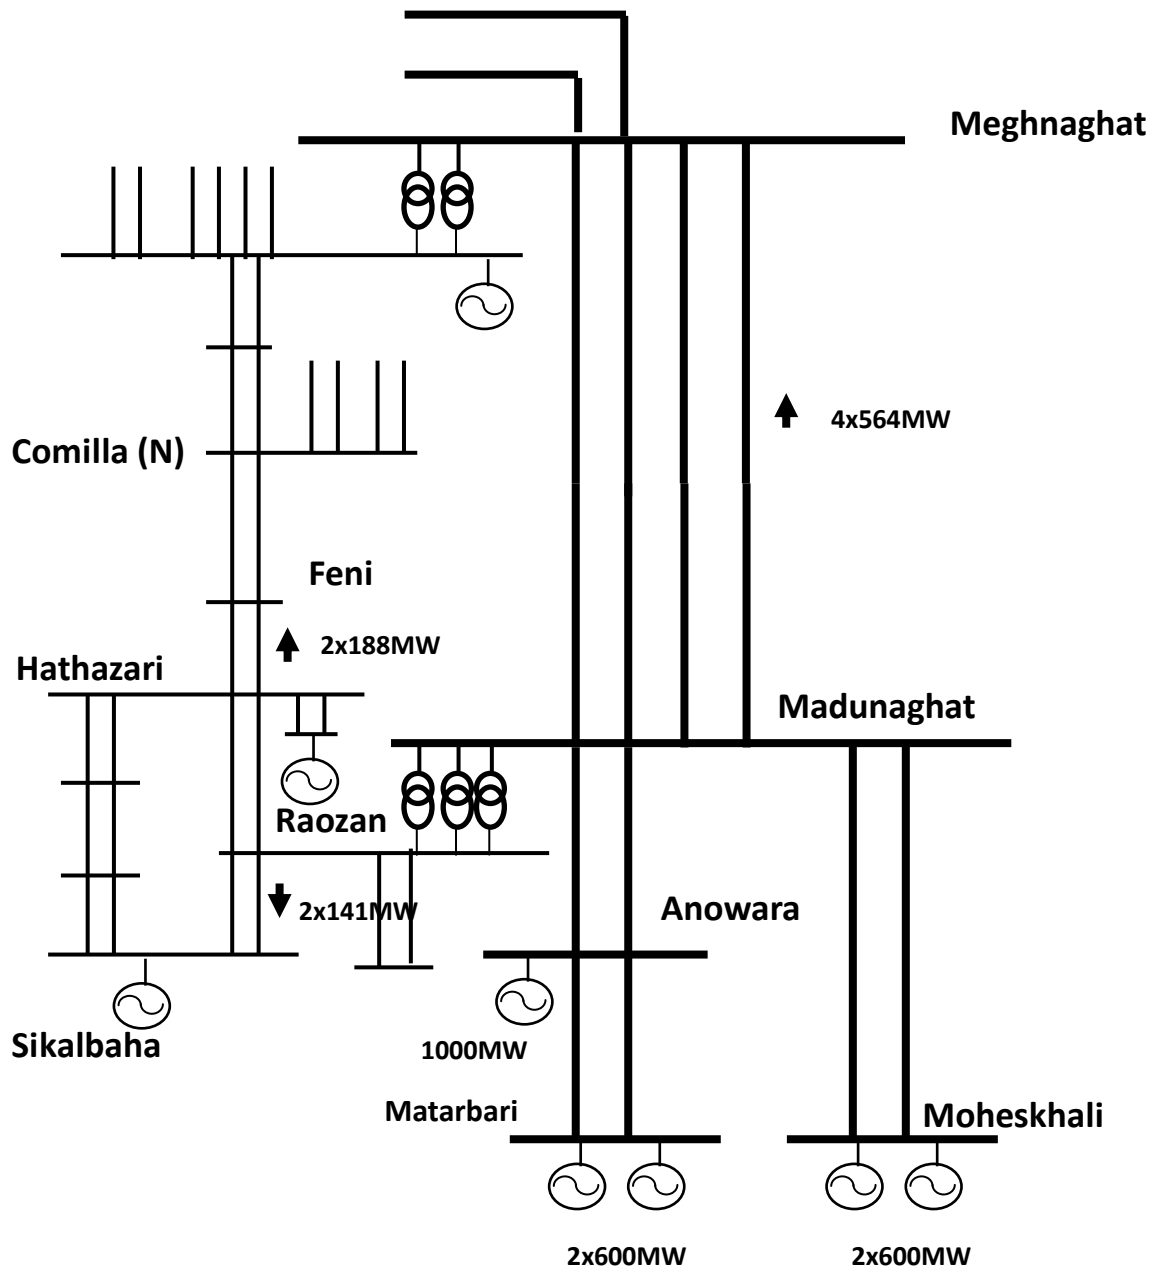 Meghnaghat
4x564MW
Comilla (N)
Feni
2x188MW
Hathazari
Madunaghat
Raozan
2x141MW
Anowara
Sikalbaha
1000MW
Matarbari
Moheskhali
2x600MW
2x600MW